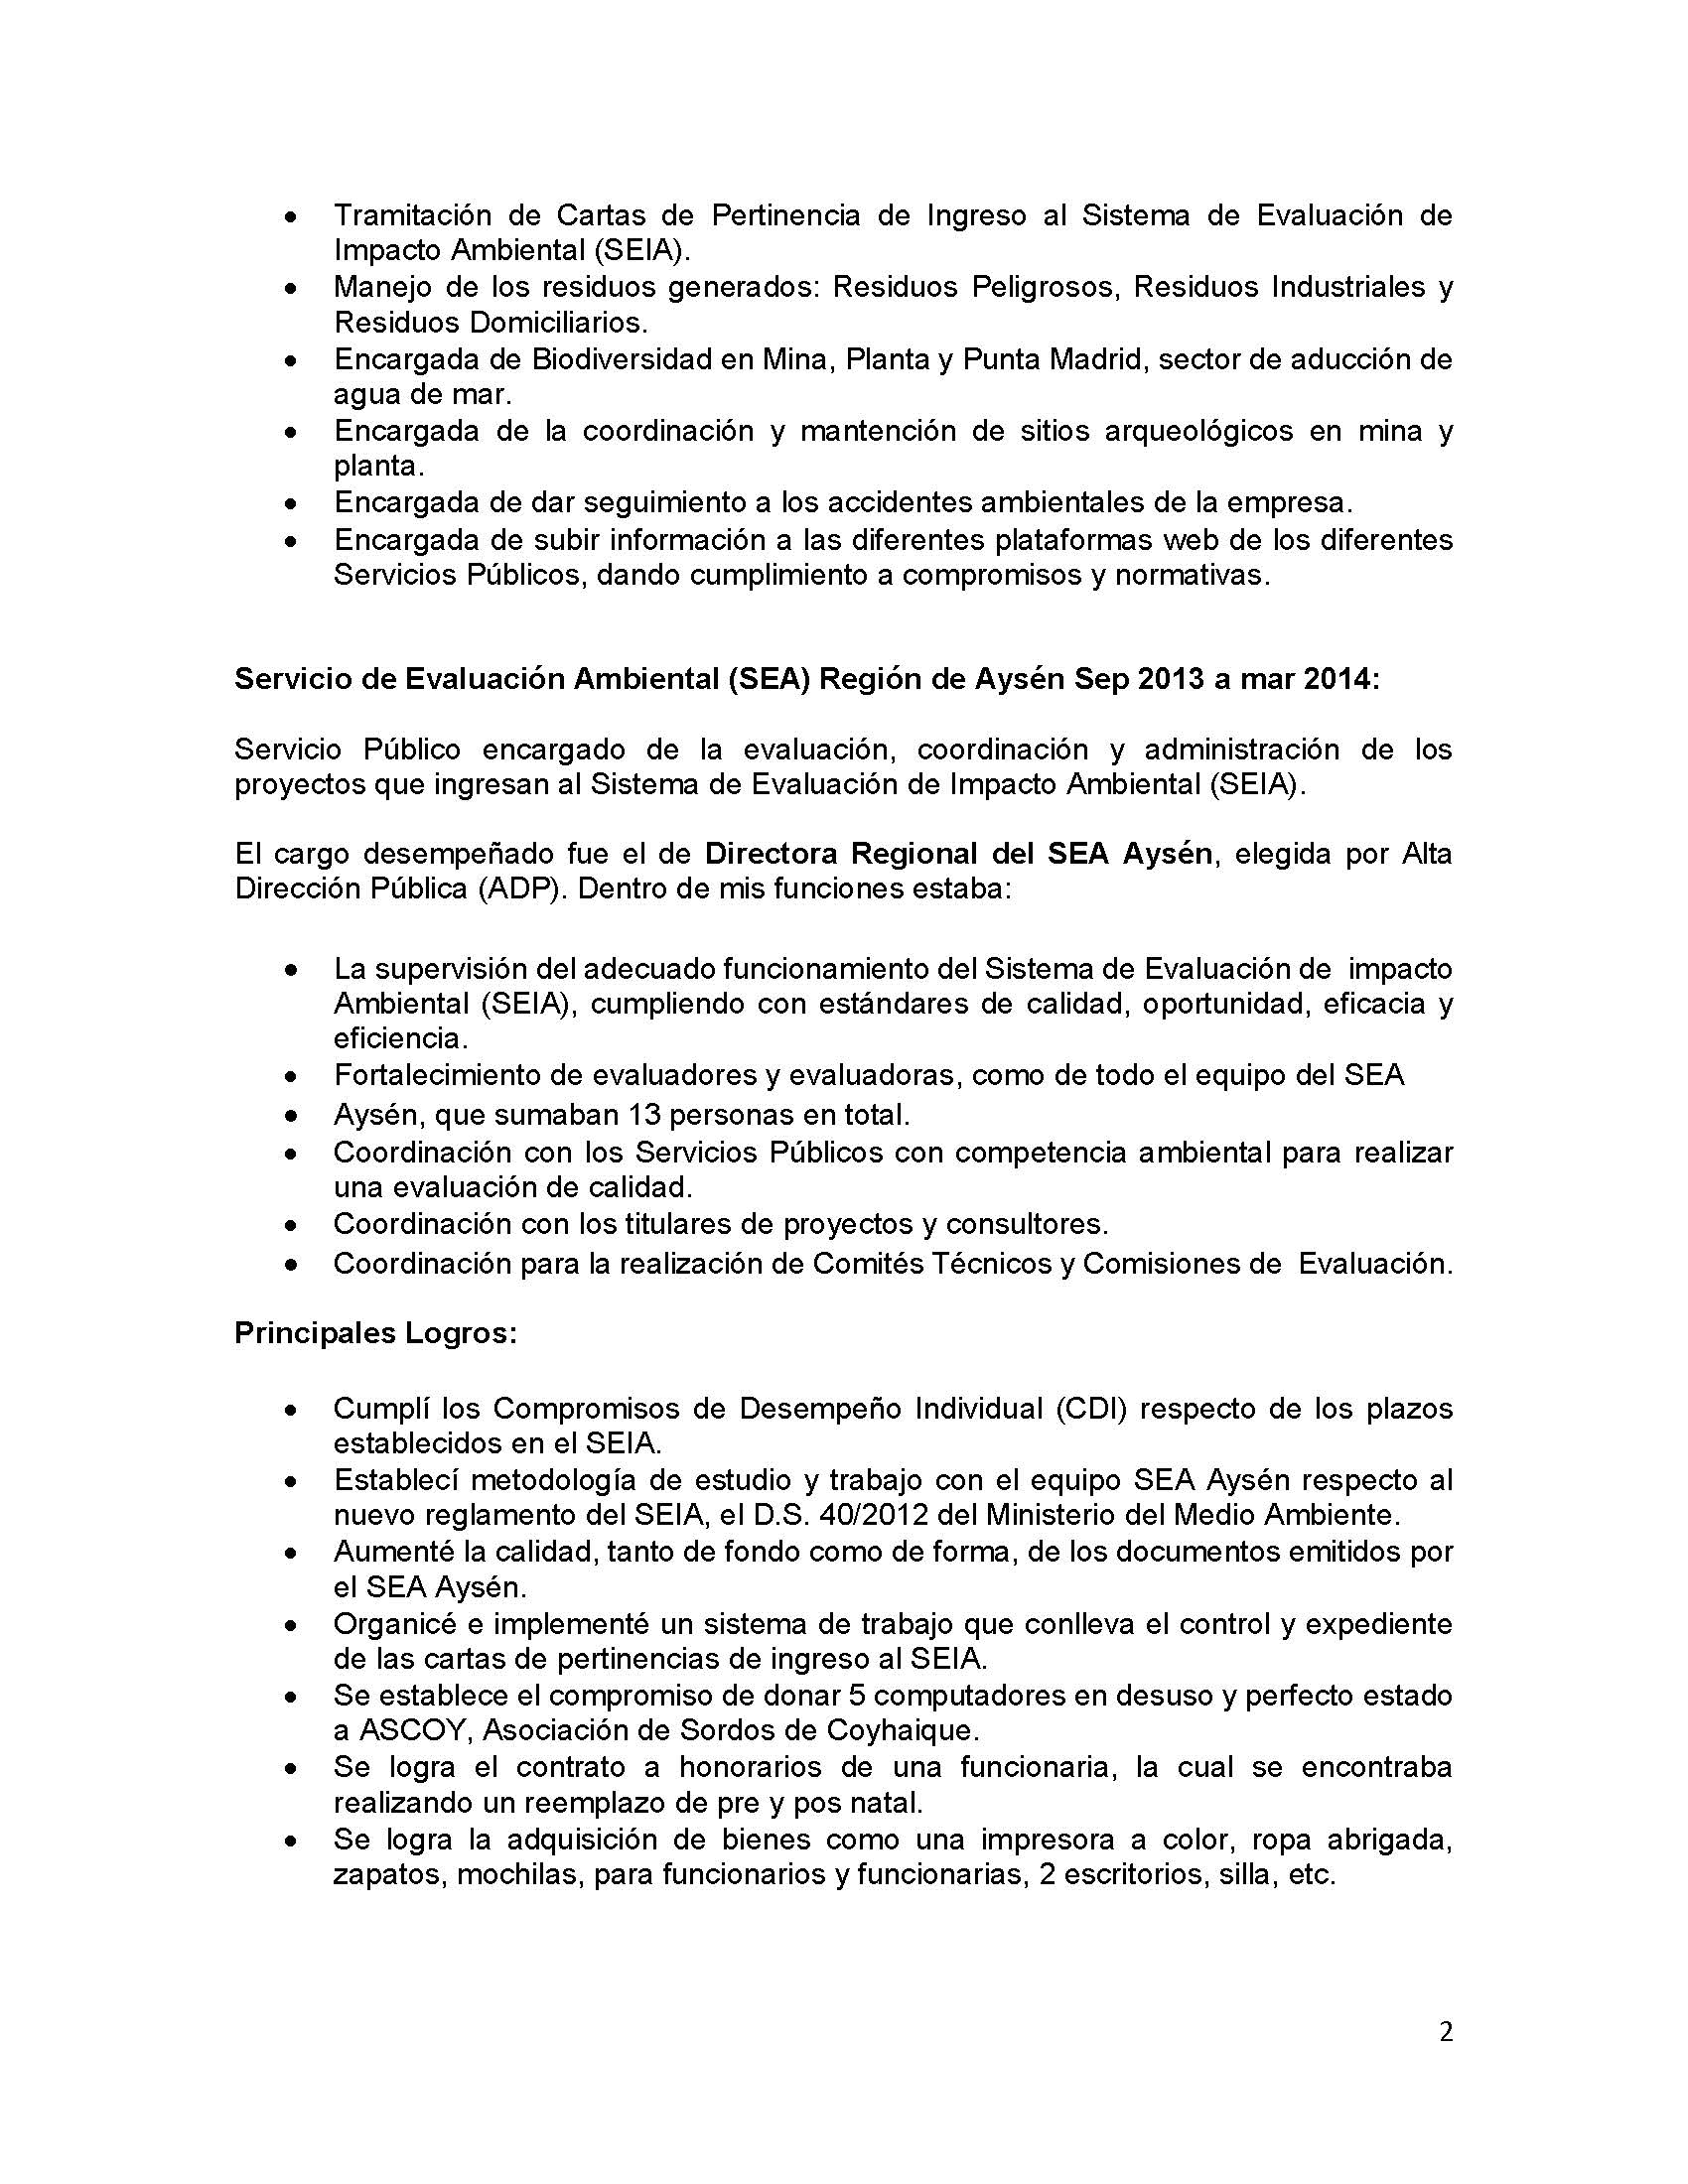 • Tramitación de Cartas de Pertinencia de Ingreso al Sistema de Evaluación de
Impacto Ambiental (SEIA).
• Manejo de los residuos generados: Residuos Peligrosos, Residuos Industriales y
Residuos Domiciliarios.
• Encargada de Biodiversidad en Mina, Planta y Punta Madrid, sector de aducción de
agua de mar.
• Encargada de la coordinación y mantención de sitios arqueológicos en mina y
planta.
• Encargada de dar seguimiento a los accidentes ambientales de la empresa.
• Encargada de subir información a las diferentes plataformas web de los diferentes
Servicios Públicos, dando cumplimiento a compromisos y normativas.
Servicio de Evaluación Ambiental (SEA) Región de Aysén Sep 2013 a mar 2014:
Servicio Público encargado de la evaluación, coordinación y administración de los
proyectos que ingresan al Sistema de Evaluación de Impacto Ambiental (SEIA).
El cargo desempeñado fue el de Directora Regional del SEA Aysén, elegida por Alta
Dirección Pública (ADP). Dentro de mis funciones estaba:
• La supervisión del adecuado funcionamiento del Sistema de Evaluación de impacto
Ambiental (SEIA), cumpliendo con estándares de calidad, oportunidad, eficacia y
eficiencia.
• Fortalecimiento de evaluadores y evaluadoras, como de todo el equipo del SEA
• Aysén, que sumaban 13 personas en total.
• Coordinación con los Servicios Públicos con competencia ambiental para realizar
una evaluación de calidad.
• Coordinación con los titulares de proyectos y consultores.
• Coordinación para la realización de Comités Técnicos y Comisiones de Evaluación.
Principales Logros:
• Cumplí los Compromisos de Desempeño Individual (CDI) respecto de los plazos
establecidos en el SEIA.
• Establecí metodología de estudio y trabajo con el equipo SEA Aysén respecto al
nuevo reglamento del SEIA, el D.S. 40/2012 del Ministerio del Medio Ambiente.
• Aumenté la calidad, tanto de fondo como de forma, de los documentos emitidos por
el SEA Aysén.
• Organicé e implementé un sistema de trabajo que conlleva el control y expediente
de las cartas de pertinencias de ingreso al SEIA.
• Se establece el compromiso de donar 5 computadores en desuso y perfecto estado
a ASCOY, Asociación de Sordos de Coyhaique.
• Se logra el contrato a honorarios de una funcionaria, la cual se encontraba
realizando un reemplazo de pre y pos natal.
• Se logra la adquisición de bienes como una impresora a color, ropa abrigada,
zapatos, mochilas, para funcionarios y funcionarias, 2 escritorios, silla, etc.
2